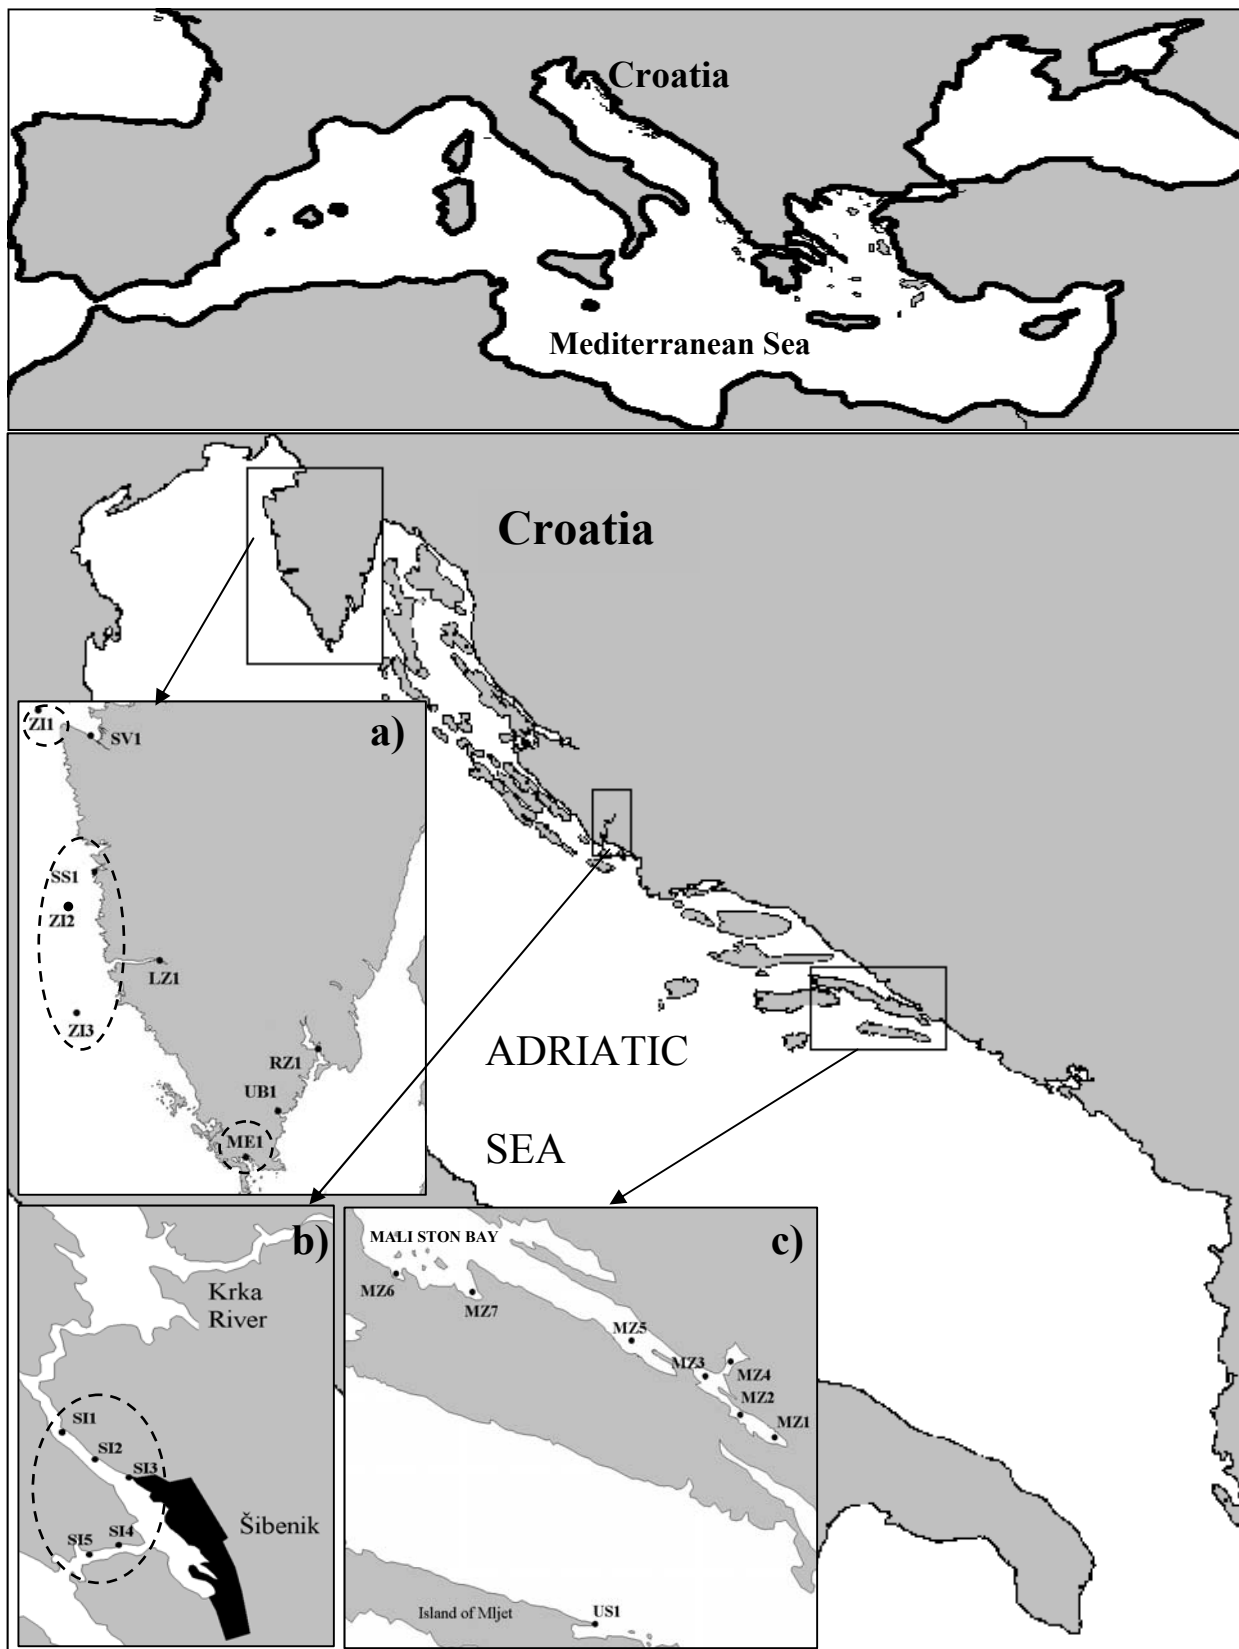 Croatia
Mediterranean Sea
Croatia
ADRIATIC
SEA
a)
ZI1
SV1
SS1
ZI2
LZ1
ZI3
RZ1
UB1
ME1
b)
Krka
River
SI1
SI2
SI3
Šibenik
SI4
SI5
c)
MALI STON BAY
MZ6
MZ7
MZ5
MZ3
MZ4
MZ2
MZ1
Island of Mljet
US1